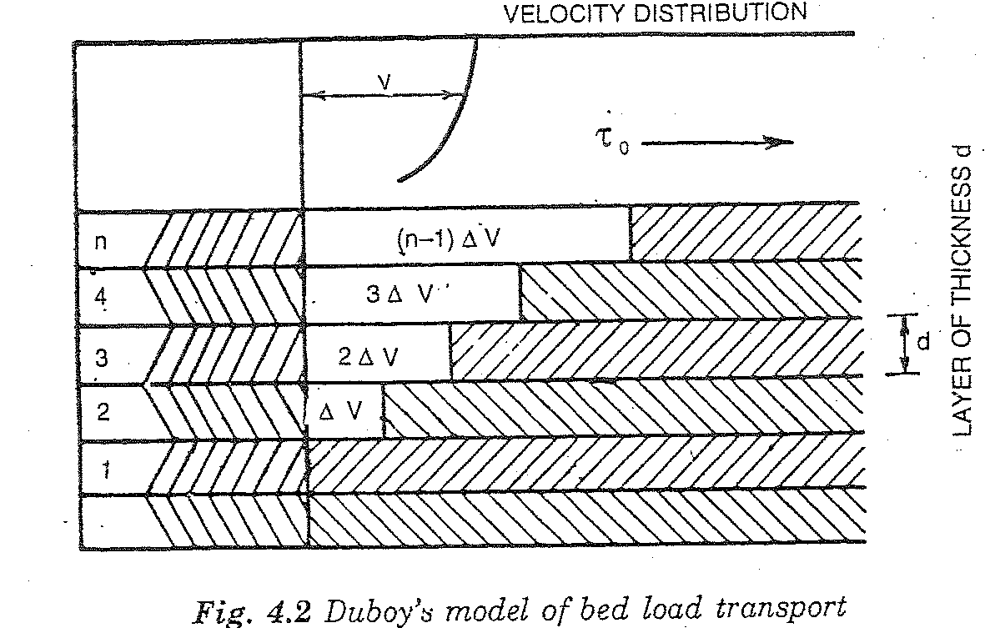 VELOCITY DISTRIBUTION
V
τ0
n
(n-1) Δ V
4
3 Δ V
3
2 Δ V
d
2
Δ V
1
LAYER OF THICKNESS d
Fig. 4.2 Duboy's model of bed load transport